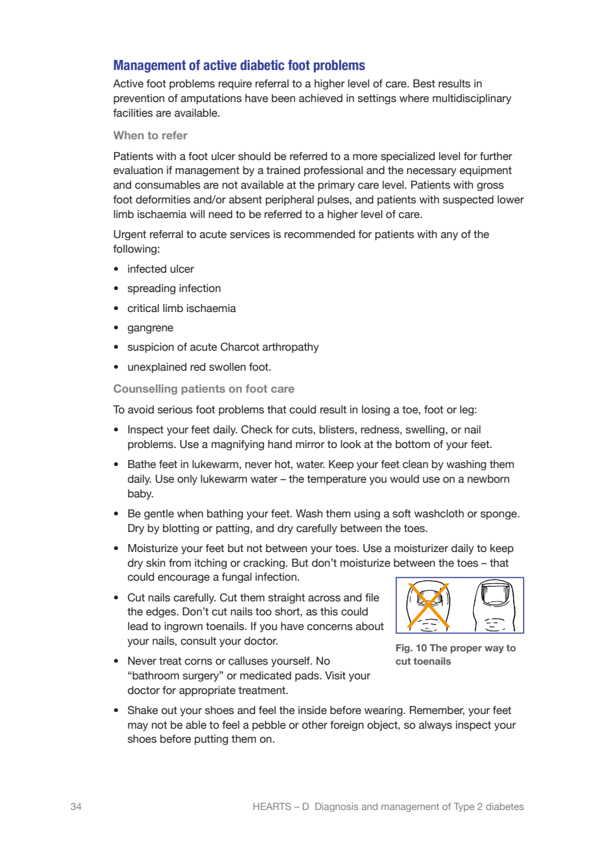 Management of active diabetic foot problems
Active foot problems require referral to a higher level of care. Best results in
prevention of amputations have been achieved in settings where multidisciplinary
facilities are available.
When to refer
Patients with a foot ulcer should be referred to a more specialized level for further
evaluation if management by a trained professional and the necessary equipment
and consumables are not available at the primary care level. Patients with gross
foot deformities and/or absent peripheral pulses, and patients with suspected lower
limb ischaemia will need to be referred to a higher level of care.
Urgent referral to acute services is recommended for patients with any of the
following:
• infected ulcer
• spreading infection
• critical limb ischaemia
• gangrene
• suspicion of acute Charcot arthropathy
• unexplained red swollen foot.
Counselling patients on foot care
To avoid serious foot problems that could result in losing a toe, foot or leg:
• Inspect your feet daily. Check for cuts, blisters, redness, swelling, or nail
problems. Use a magnifying hand mirror to look at the bottom of your feet.
• Bathe feet in lukewarm, never hot, water. Keep your feet clean by washing them
daily. Use only lukewarm water – the temperature you would use on a newborn
baby.
• Be gentle when bathing your feet. Wash them using a soft washcloth or sponge.
Dry by blotting or patting, and dry carefully between the toes.
• Moisturize your feet but not between your toes. Use a moisturizer daily to keep
dry skin from itching or cracking. But don’t moisturize between the toes – that
could encourage a fungal infection.
• Cut nails carefully. Cut them straight across and file
the edges. Don’t cut nails too short, as this could
lead to ingrown toenails. If you have concerns about
your nails, consult your doctor.
• Never treat corns or calluses yourself. No
“bathroom surgery” or medicated pads. Visit your
doctor for appropriate treatment.
Fig. 10 The proper way to
cut toenails
• Shake out your shoes and feel the inside before wearing. Remember, your feet
may not be able to feel a pebble or other foreign object, so always inspect your
shoes before putting them on.
34
HEARTS – D Diagnosis and management of Type 2 diabetes